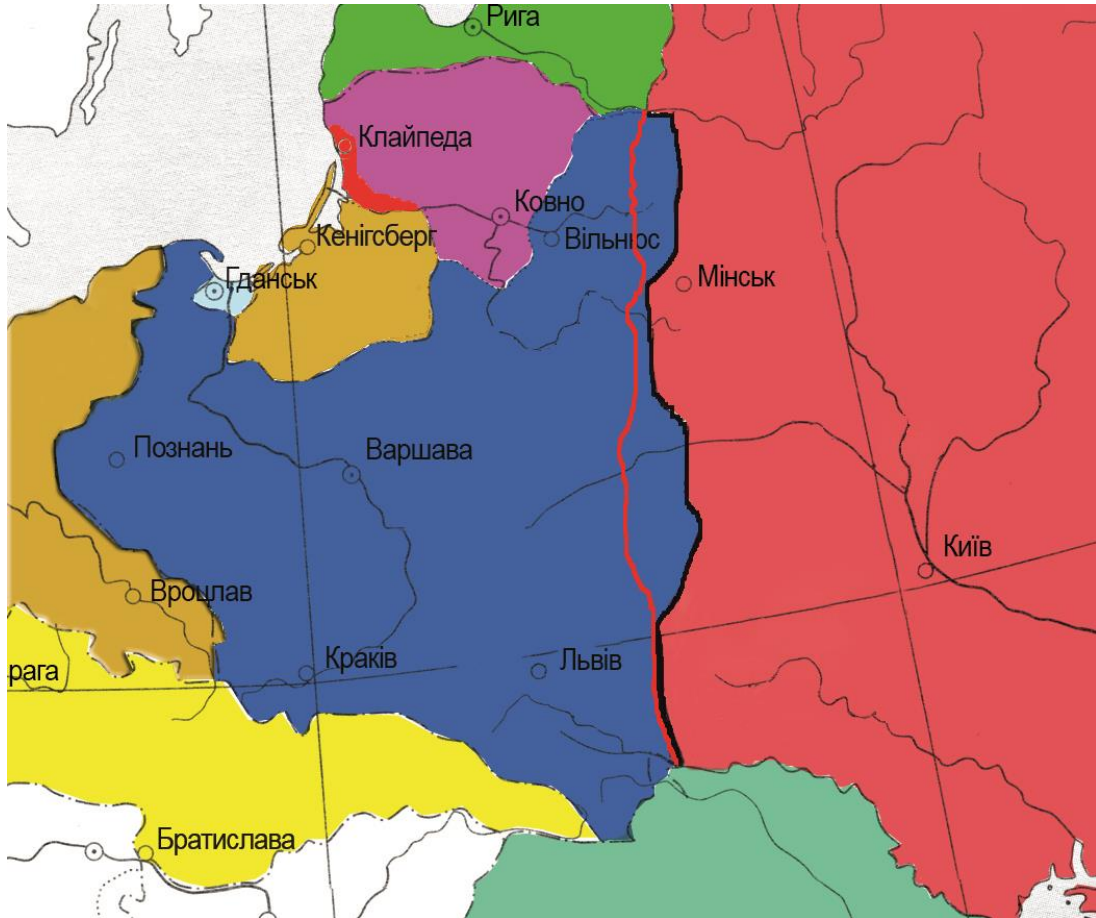 Рига
Клайпеда
Ковно
Кенігсберг
Вільнюс
Гданськ
Мінськ
Познань
Варшава
Київ
Вроцлав
рага
Краків
Львів
Братислава